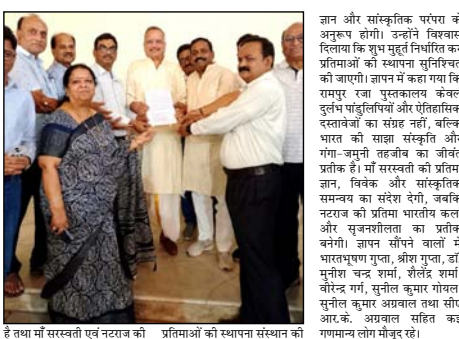 है तथा माँ सरस्वती एवं नटराज की
प्रतिमाओं की स्थापना संस्थान की
ज्ञान और सांस्कृतिक परंपरा के
अनुरूप होगी। उन्होंने विश्वास
दिलाया कि शुभ मुहूर्त निर्धारित कर
प्रतिमाओं की स्थापना सुनिश्चित
की जाएगी। ज्ञापन में कहा गया कि
रामपुर रजा पुस्तकालय केवल
दुर्लभ पांडुलिपियों और ऐतिहासिक
दस्तावेजों का संग्रह नहीं, बल्कि
भारत की साझा संस्कृति और
गंगा-जमुनी तहजीब का जीवंत
प्रतीक है। माँ सरस्वती की प्रतिमा
ज्ञान, विवेक और सांस्कृतिक
समन्वय का संदेश देगी, जबकि
नटराज की प्रतिमा भारतीय कला
और सृजनशीलता का प्रतीक
बनेगी। ज्ञापन सौंपने वालों में
भारतभूषण गुप्ता, श्रीश गुप्ता, डॉ.
मुनीश चन्द्र शर्मा, शैलेंद्र शर्मा,
वीरेन्द्र गर्ग, सुनील कुमार गोयल,
सुनील कुमार अग्रवाल तथा सीए
आर.के. अग्रवाल सहित कई
गणमान्य लोग मौजूद रहे।